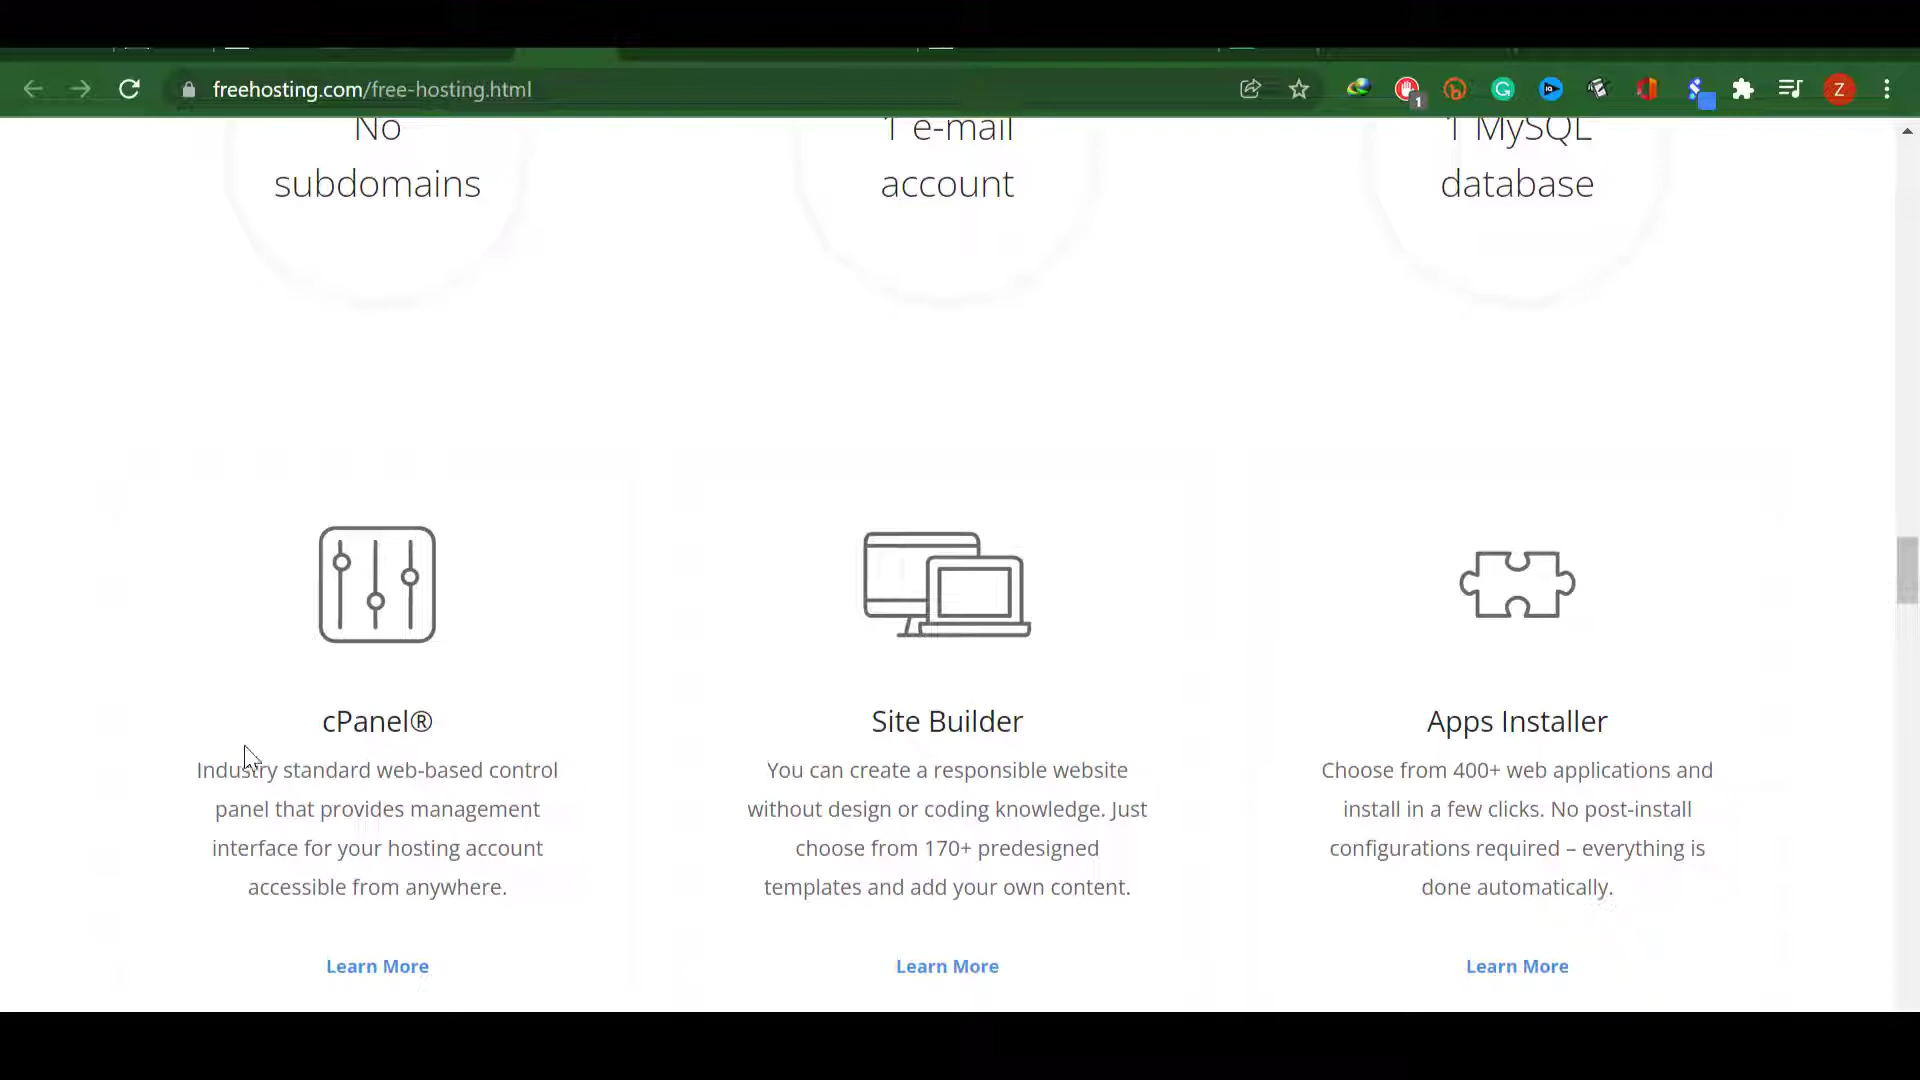 freehosting.com/free-hosting.html
1
Z
No
subdomains
1 e-mail
account
1 MySQL
database
cPanel®
Industry standard web-based control
panel that provides management
interface for your hosting account
accessible from anywhere.
Learn More
Site Builder
You can create a responsible website
without design or coding knowledge. Just
choose from 170+ predesigned
templates and add your own content.
Learn More
Apps Installer
Choose from 400+ web applications and
install in a few clicks. No post-install
configurations required – everything is
done automatically.
Learn More